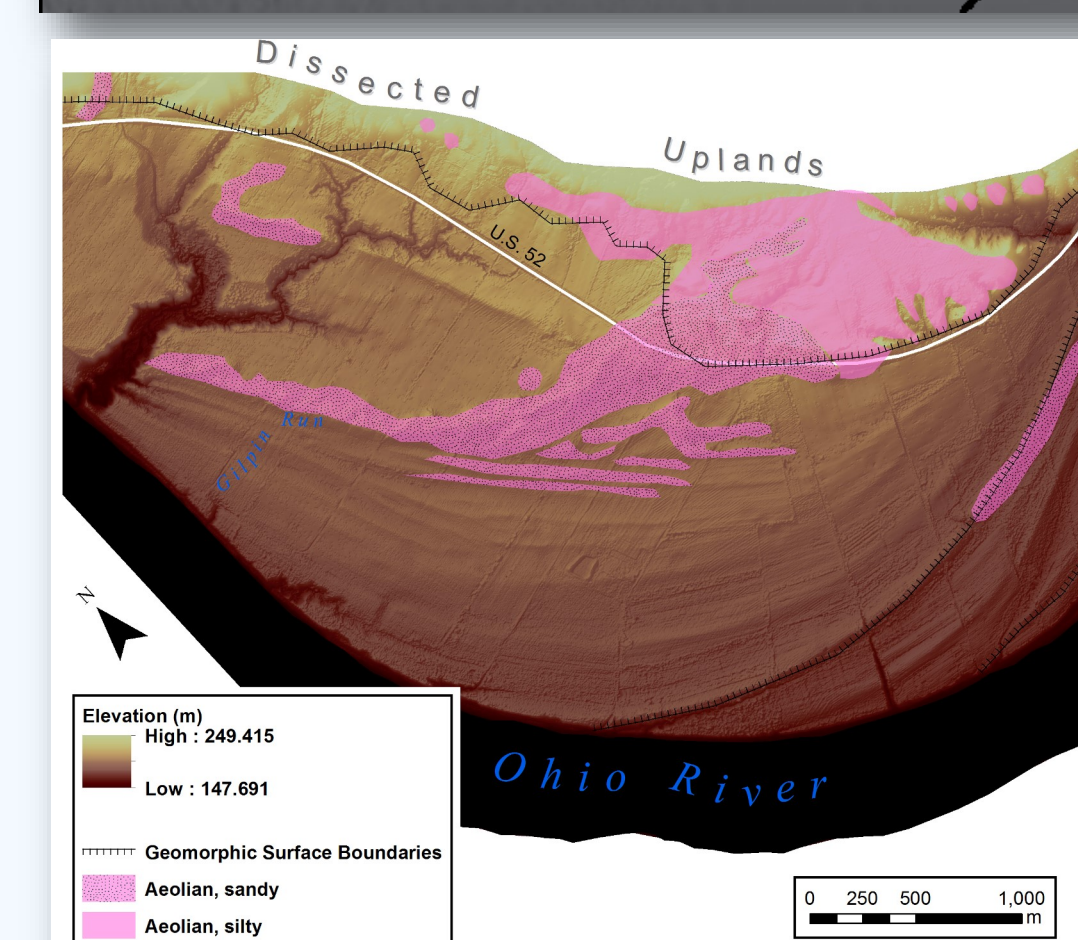 Dissected
Uplands
U.S. 52
Gilpin Run
N
Ohio River
Elevation (m)
High : 249.415
Low : 147.691
Geomorphic Surface Boundaries
Aeolian, sandy
Aeolian, silty
0 250 500 1,000
m